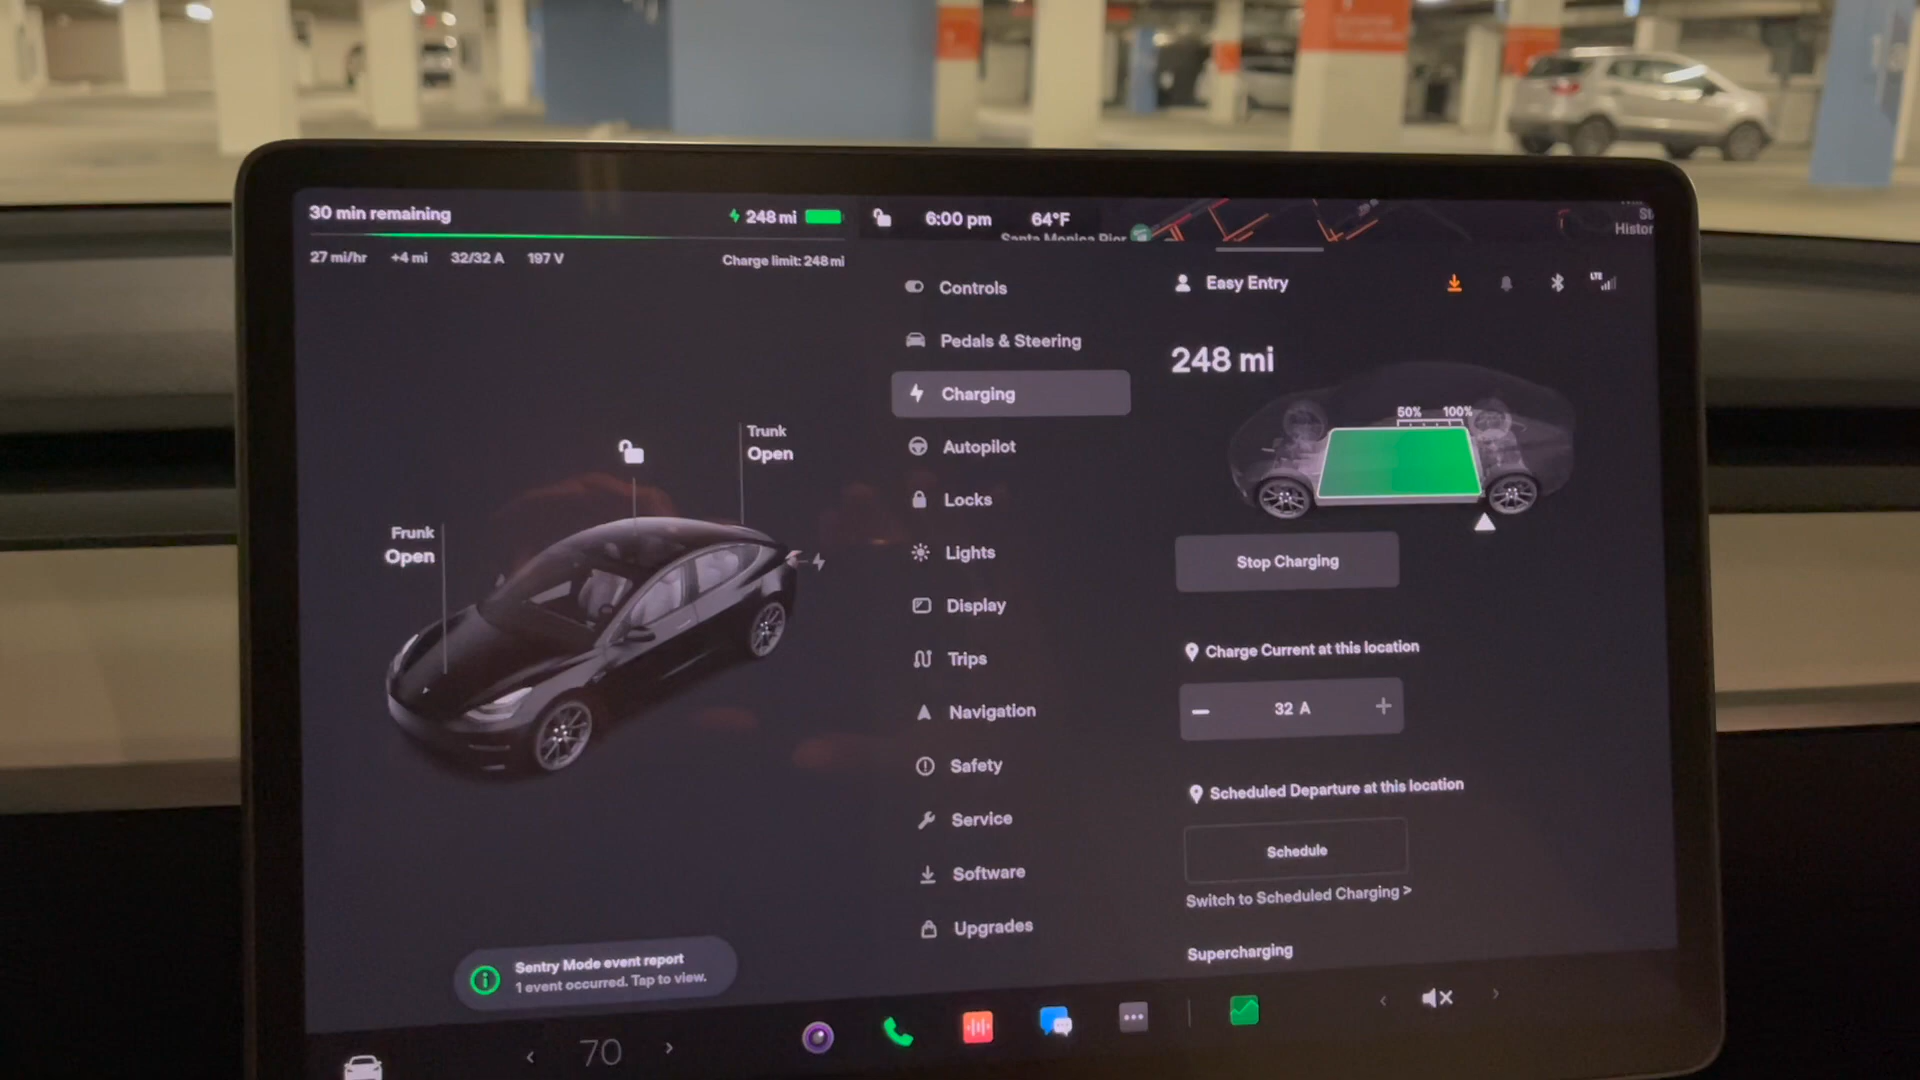 30 min remaining
248 mi
6:00 pm
64°F
Santa Monica Pier
Histor
27 mi/hr
+4 mi
32/32 A
197 V
Charge limit: 248 mi
Controls
Pedals & Steering
Charging
Autopilot
Locks
Lights
Display
Trips
Navigation
Safety
Service
Software
Upgrades
Easy Entry
LTE
248 mi
50%
100%
Stop Charging
Charge Current at this location
32 A
Scheduled Departure at this location
Schedule
Switch to Scheduled Charging >
Supercharging
Trunk
Open
Frunk
Open
Sentry Mode event report
1 event occurred. Tap to view.
70